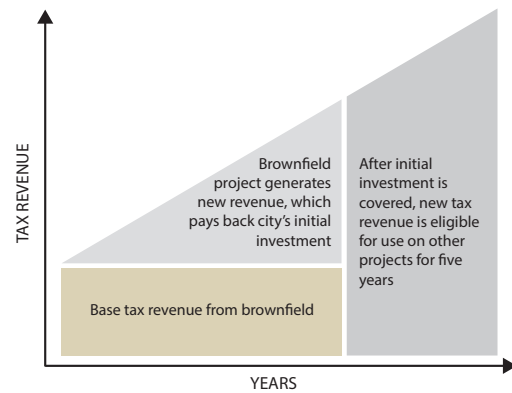 TAX REVENUE
Brownfield
project generates
new revenue, which
pays back city’s initial
investment
After initial
investment is
covered, new tax
revenue is eligible
for use on other
projects for five
years
Base tax revenue from brownfield
YEARS